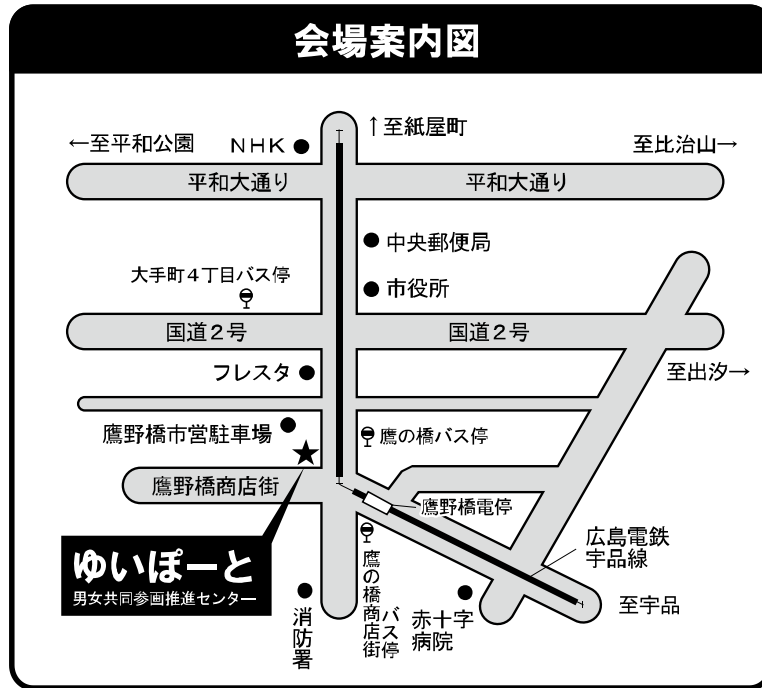 会場案内図
↑至紙屋町
←至平和公園
NHK
至比治山→
平和大通り
平和大通り
中央郵便局
大手町4丁目バス停
市役所
国道2号
国道2号
フレスタ
至出汐→
鷹野橋市営駐車場
鷹の橋バス停
鷹野橋商店街
鷹野橋電停
広島電鉄
宇品線
ゆいぽーと
男女共同参画推進センター
消防署
鷹の橋商店街
バス停
赤十字
病院
至宇品